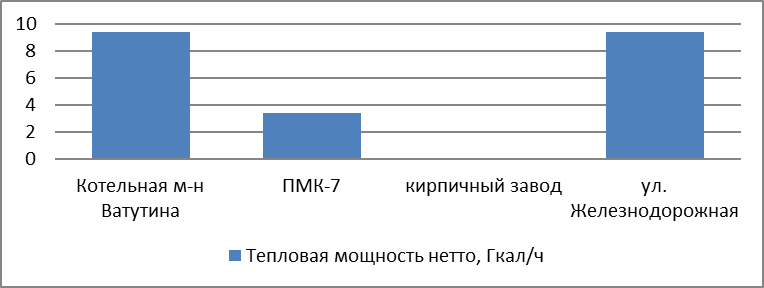 10
8
6
4
2
0
Котельная м-н
Ватутина
ПМК-7
кирпичный завод
ул.
Железнодорожная
Тепловая мощность нетто, Гкал/ч